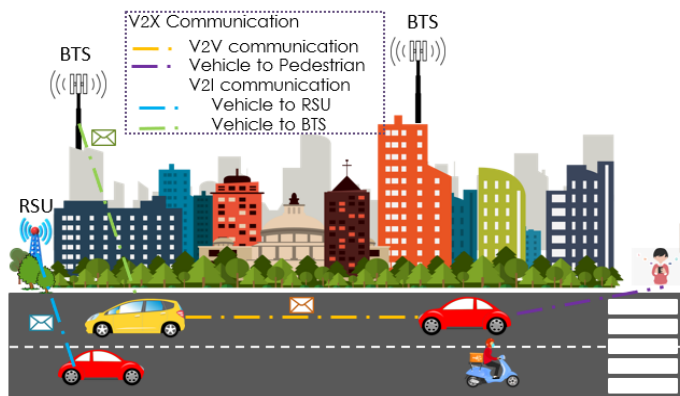 V2X Communication
V2V communication
Vehicle to Pedestrian
V2I communication
Vehicle to RSU
Vehicle to BTS
BTS
BTS
RSU